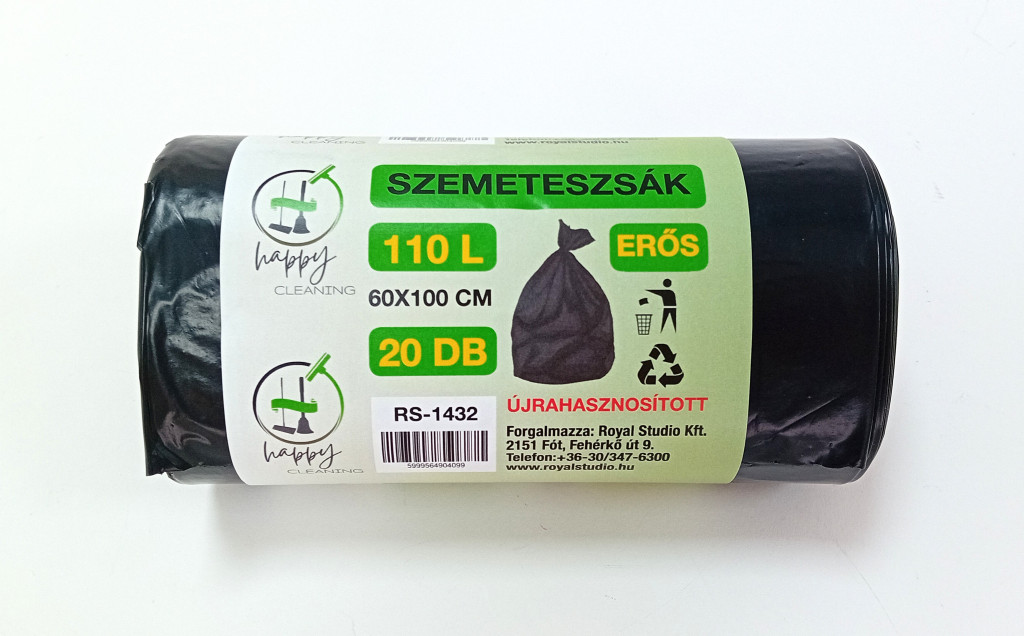 CLEANING
www.royalstudio.hu
SZEMETESZSÁK
happy
CLEANING
110 L
ERŐS
60X100 CM
20 DB
happy
CLEANING
RS-1432
5999564904099
ÚJRAHASZNOSÍTOTT
Forgalmazza: Royal Studio Kft.
2151 Fót, Fehérkő út 9.
Telefon:+36-30/347-6300
www.royalstudio.hu